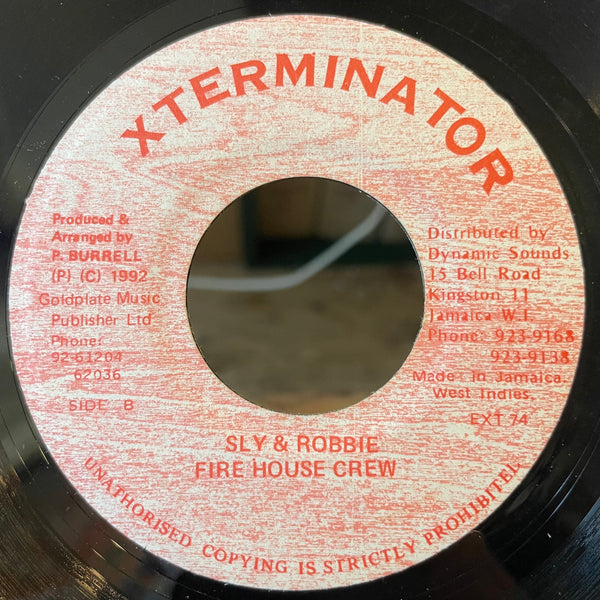 XTERMINATOR
Produced &
Arranged by
P. BURRELL
(P) (C) 1992
Goldplate Music
Publisher Ltd
Phone:
92-61204
62036
SIDE B
Distributed by
Dynamic Sounds
15 Bell Road
Kingston 11
Jamaica W.I.
Phone: 923-9168
923-9138
Made in Jamaica.
West Indies.
EXT 74
SLY & ROBBIE
FIRE HOUSE CREW
UNATHORISED COPYING IS STRICTLY PROHIBITED